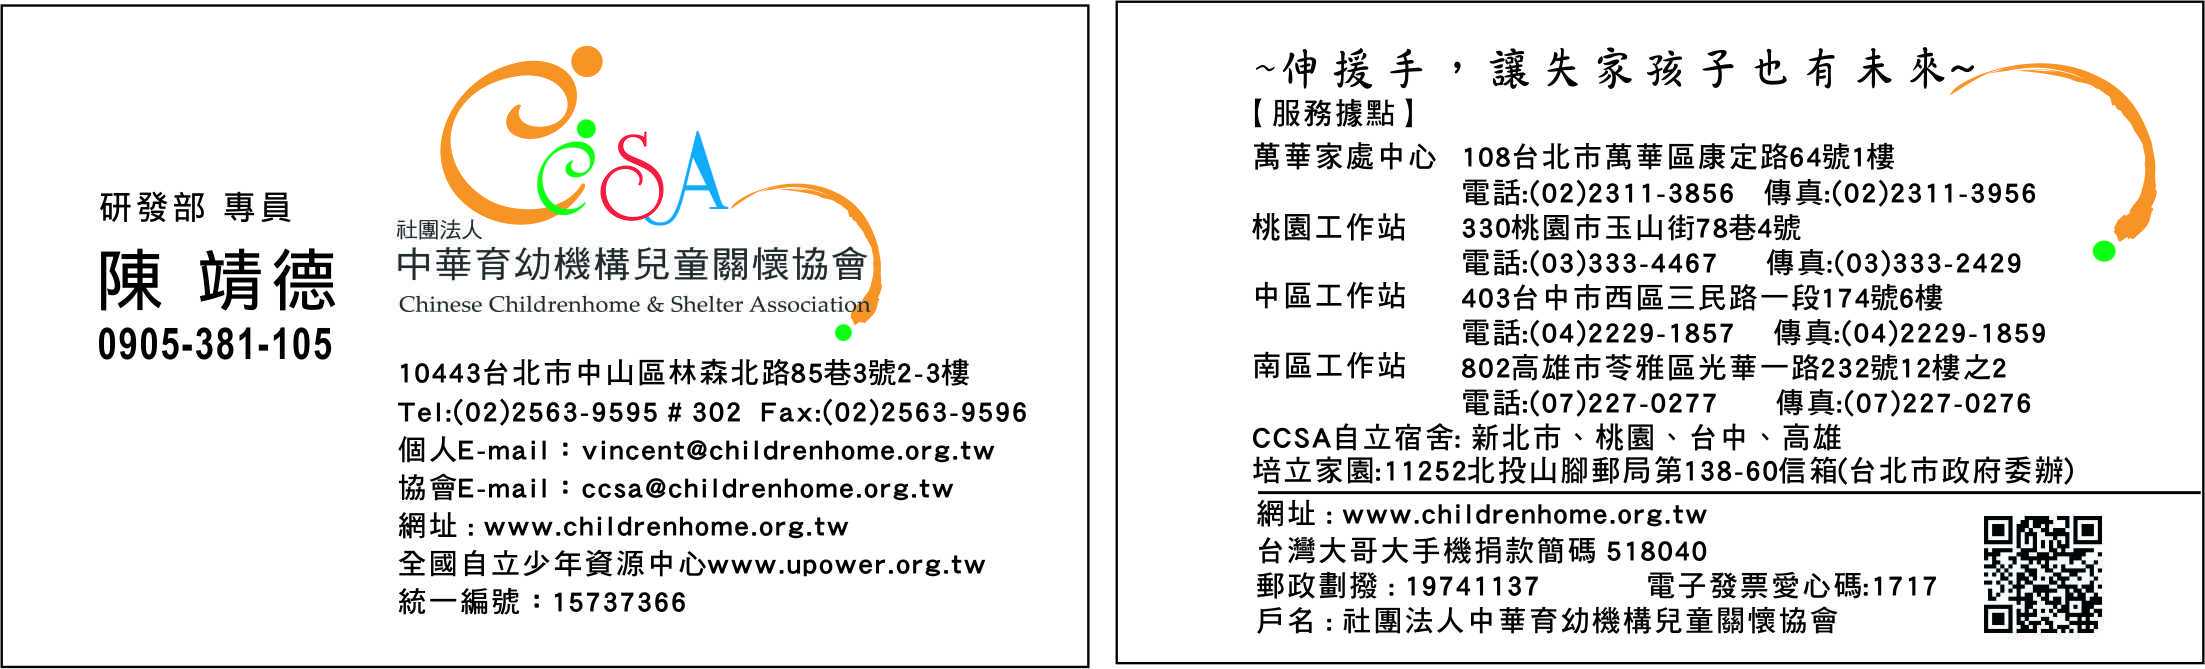 研發部 專員
陳 靖德
0905-381-105
CCSA
社團法人
中華育幼機構兒童關懷協會
Chinese Childrenhome & Shelter Association
10443台北市中山區林森北路85巷3號2-3樓
Tel:(02)2563-9595 # 302 Fax:(02)2563-9596
個人E-mail：vincent@childrenhome.org.tw
協會E-mail：ccsa@childrenhome.org.tw
網址 : www.childrenhome.org.tw
全國自立少年資源中心www.upower.org.tw
統一編號：15737366
~伸援手，讓失家孩子也有未來~
【服務據點】
萬華家處中心 108台北市萬華區康定路64號1樓
電話:(02)2311-3856 傳真:(02)2311-3956
桃園工作站 330桃園市玉山街78巷4號
電話:(03)333-4467 傳真:(03)333-2429
中區工作站 403台中市西區三民路一段174號6樓
電話:(04)2229-1857 傳真:(04)2229-1859
南區工作站 802高雄市苓雅區光華一路232號12樓之2
電話:(07)227-0277 傳真:(07)227-0276
CCSA自立宿舍: 新北市、桃園、台中、高雄
培立家園:11252北投山腳郵局第138-60信箱(台北市政府委辦)
網址 : www.childrenhome.org.tw
台灣大哥大手機捐款簡碼 518040
郵政劃撥 : 19741137 電子發票愛心碼:1717
戶名 : 社團法人中華育幼機構兒童關懷協會